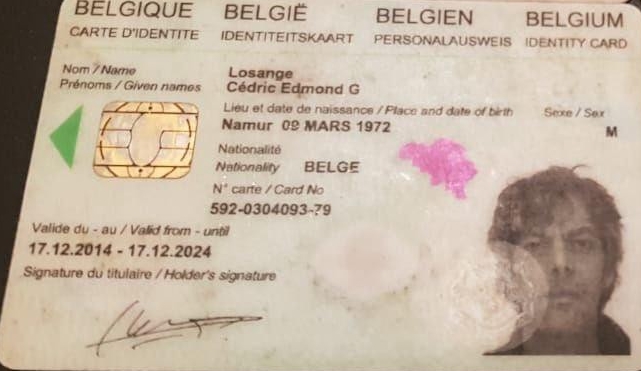 BELGIQUE BELGIË BELGIEN BELGIUM
CARTE D'IDENTITE IDENTITEITSKAART PERSONALAUSWEIS IDENTITY CARD
Nom / Name Losange
Prénoms / Given names Cédric Edmond G
Lieu et date de naissance / Place and date of birth Sexe / Sex
Namur 09 MARS 1972 M
Nationalité
Nationality BELGE
N° carte / Card No
592-0304093-79
Valide du - au / Valid from - until
17.12.2014 - 17.12.2024
Signature du titulaire / Holder's signature